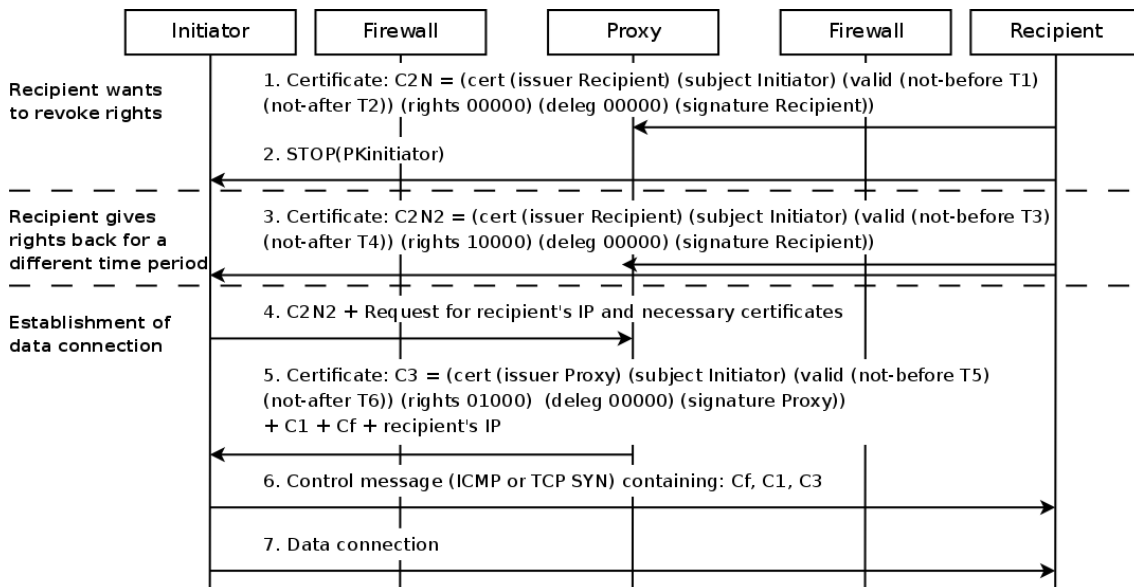 Initiator
Firewall
Proxy
Firewall
Recipient
Recipient wants
to revoke rights
1. Certificate: C2N = (cert (issuer Recipient) (subject Initiator) (valid (not-before T1)
(not-after T2)) (rights 00000) (deleg 00000) (signature Recipient))
2. STOP(PKinitiator)
Recipient gives
rights back for a
different time period
3. Certificate: C2N2 = (cert (issuer Recipient) (subject Initiator) (valid (not-before T3)
(not-after T4)) (rights 10000) (deleg 00000) (signature Recipient))
Establishment of
data connection
4. C2N2 + Request for recipient's IP and necessary certificates
5. Certificate: C3 = (cert (issuer Proxy) (subject Initiator) (valid (not-before T5)
(not-after T6)) (rights 01000) (deleg 00000) (signature Proxy))
+ C1 + Cf + recipient's IP
6. Control message (ICMP or TCP SYN) containing: Cf, C1, C3
7. Data connection